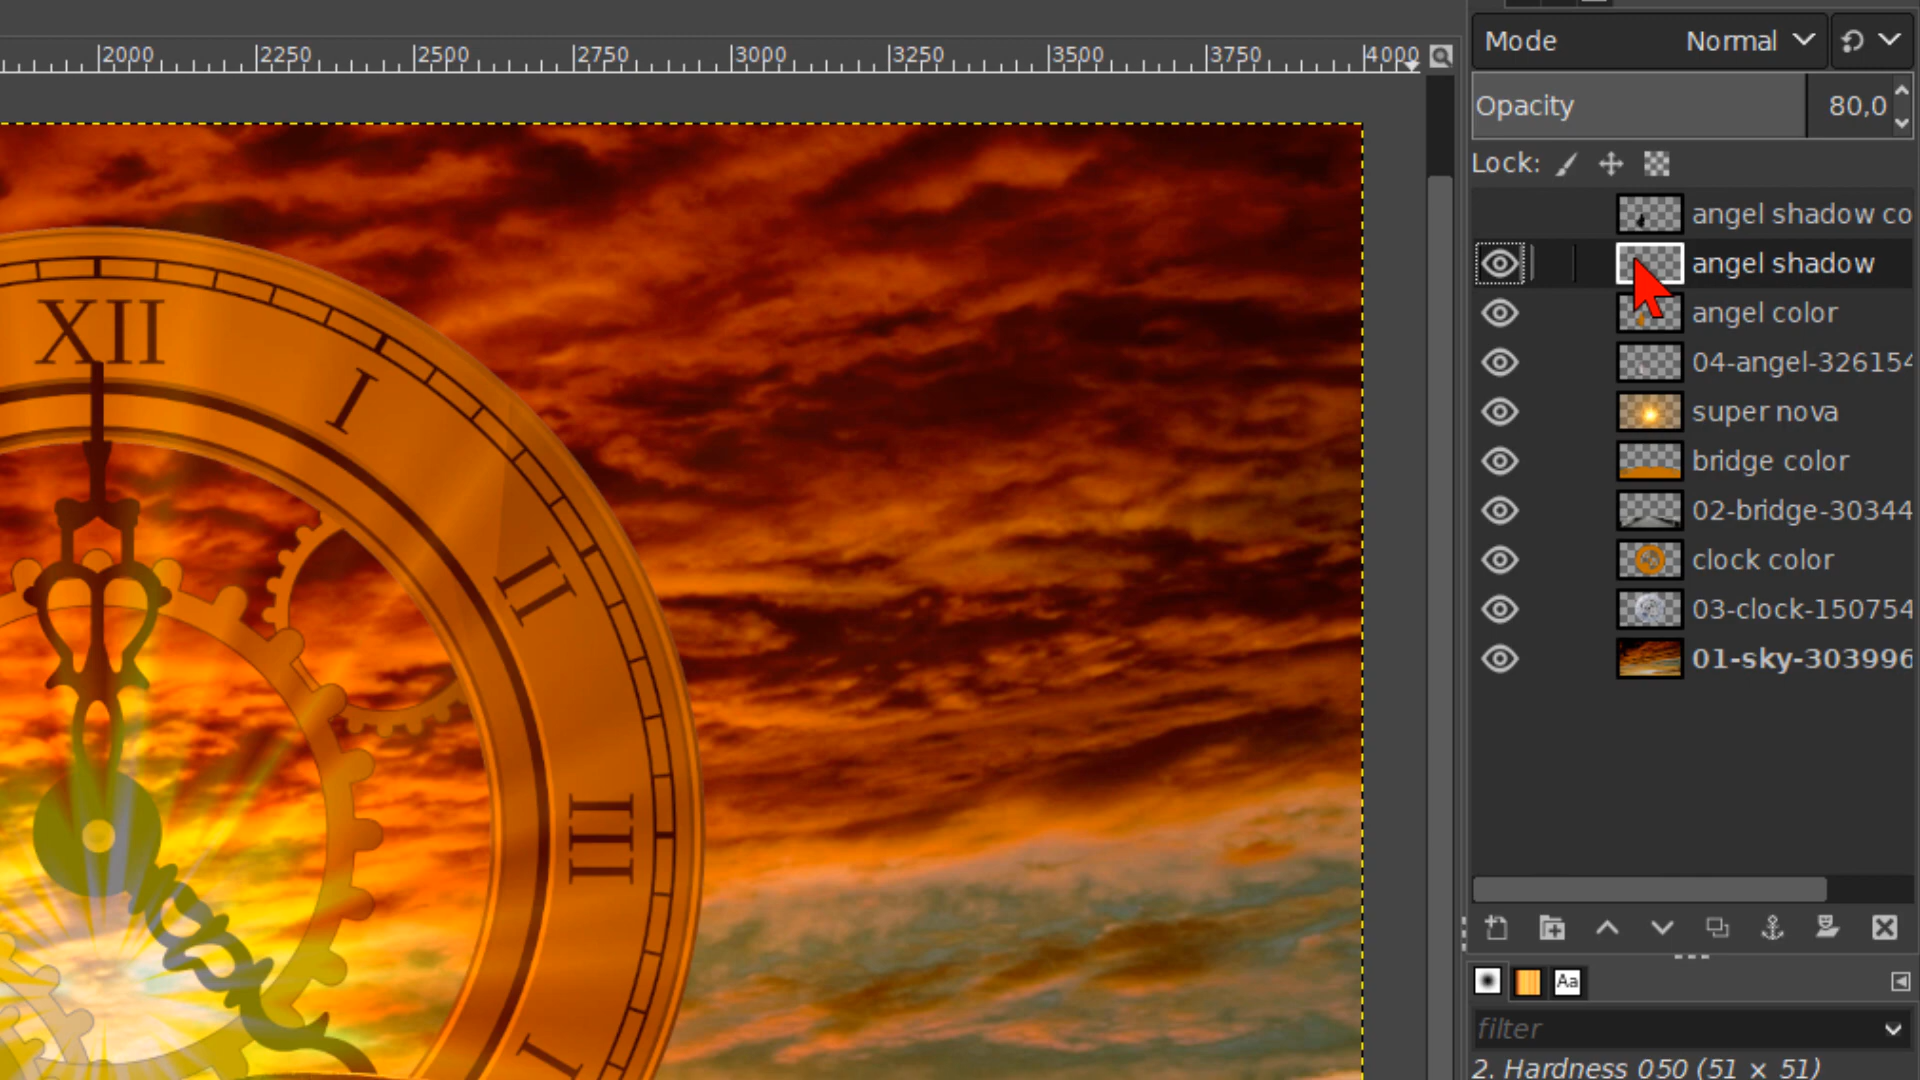 2000 2250 2500 2750 3000 3250 3500 3750 4000
Mode Normal
Opacity 80,0
Lock:
angel shadow co
angel shadow
angel color
04-angel-326154
super nova
bridge color
02-bridge-30344
clock color
03-clock-150754
01-sky-303996
XII
I
II
III
I
Aa
filter
2. Hardness 050 (51 × 51)